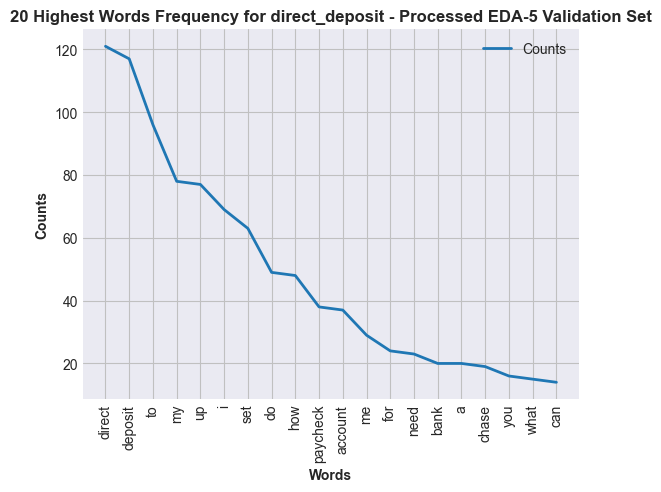 20 Highest Words Frequency for direct_deposit - Processed EDA-5 Validation Set
Counts
120
100
80
60
40
20
Counts
direct
deposit
to
my
up
i
set
do
how
paycheck
account
me
for
need
bank
a
chase
you
what
can
Words